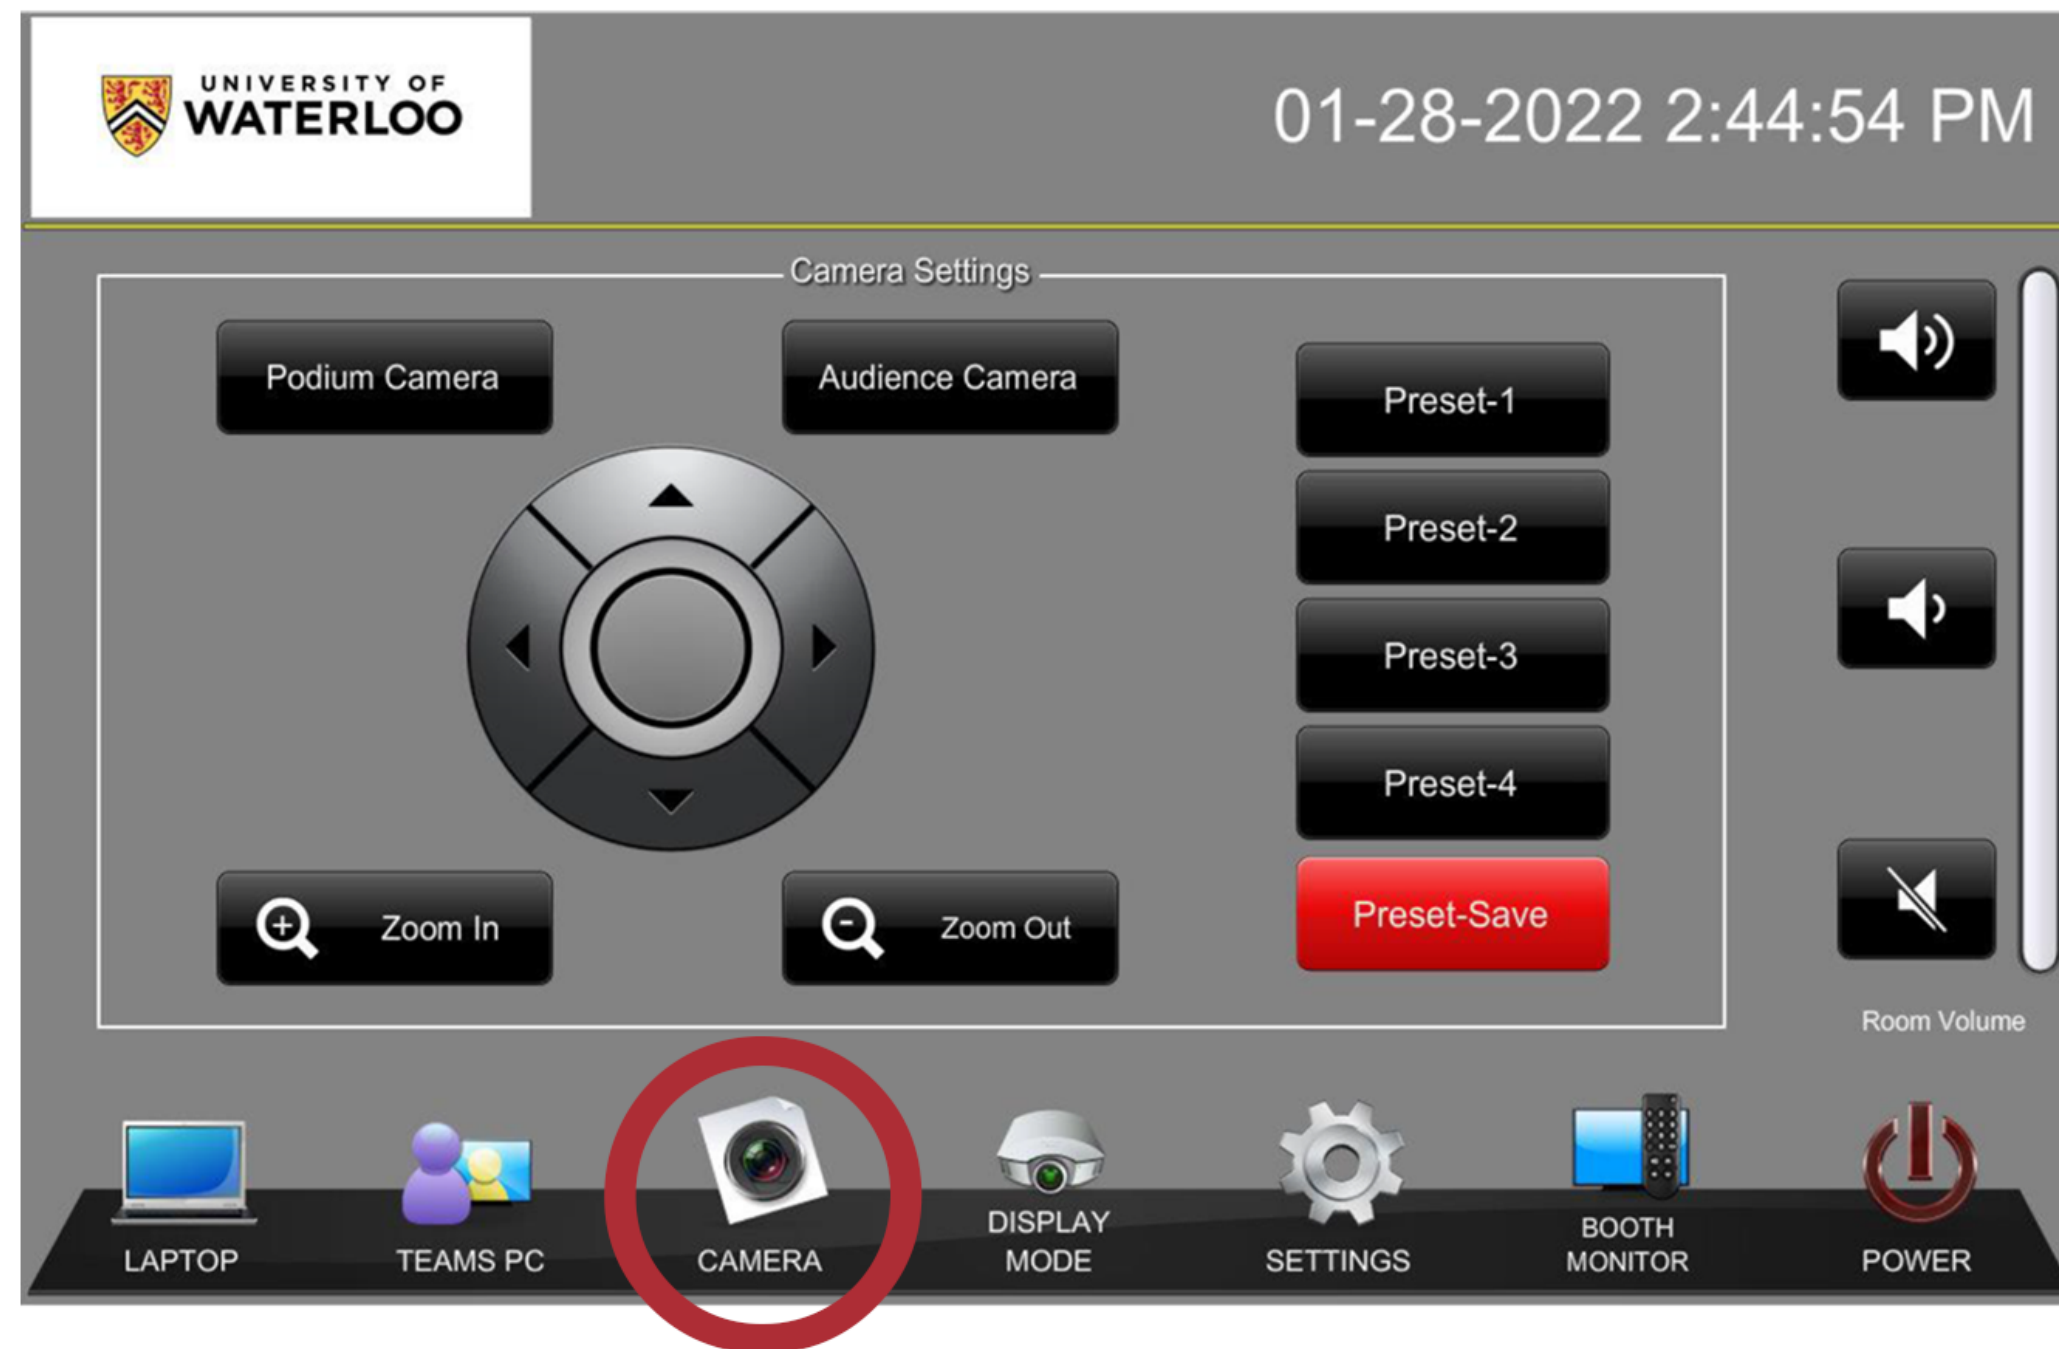 UNIVERSITY OF
WATERLOO
01-28-2022 2:44:54 PM
Camera Settings
Podium Camera
Audience Camera
Preset-1
Preset-2
Preset-3
Preset-4
Zoom In
Zoom Out
Preset-Save
Room Volume
LAPTOP
TEAMS PC
CAMERA
DISPLAY
MODE
SETTINGS
BOOTH
MONITOR
POWER